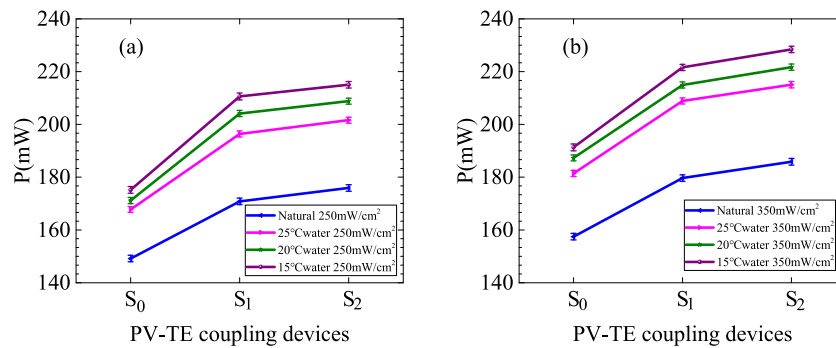 (a)
P(mW)
240
220
200
180
160
140
S₀
S₁
S₂
PV-TE coupling devices
Natural 250mW/cm²
25°Cwater 250mW/cm²
20°Cwater 250mW/cm²
15°Cwater 250mW/cm²
(b)
P(mW)
240
220
200
180
160
140
S₀
S₁
S₂
PV-TE coupling devices
Natural 350mW/cm²
25°Cwater 350mW/cm²
20°Cwater 350mW/cm²
15°Cwater 350mW/cm²